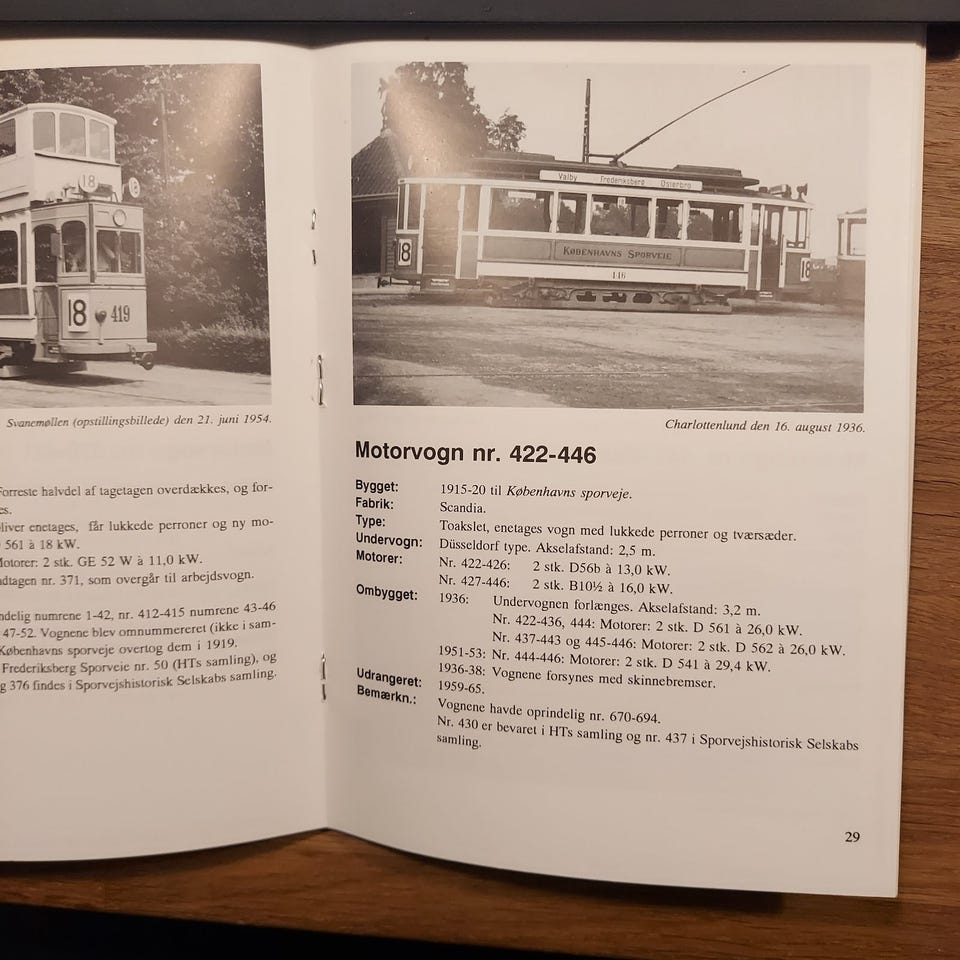 18
18
419
Svanemøllen (opstillingsbillede) den 21. juni 1954.
Forreste halvdel af tagetagen overdækkes, og for-
es.
liver enetages, får lukkede perroner og ny mo-
561 à 18 kW.
Motorer: 2 stk. GE 52 W à 11,0 kW.
ndtagen nr. 371, som overgår til arbejdsvogn.
ndelig numrene 1-42, nr. 412-415 numrene 43-46
47-52. Vognene blev omnummereret (ikke i sam-
Københavns sporveje overtog dem i 1919.
Frederiksberg Sporveie nr. 50 (HTs samling), og
g 376 findes i Sporvejshistorisk Selskabs samling.
Valby Frederiksberg Østerbro
18
KØBENHAVNS SPORVEJE
446
18
Charlottenlund den 16. august 1936.
Motorvogn nr. 422-446
Bygget: 1915-20 til Københavns sporveje.
Fabrik: Scandia.
Type: Toakslet, enetages vogn med lukkede perroner og tværsæder.
Undervogn: Düsseldorf type. Akselafstand: 2,5 m.
Motorer: Nr. 422-426: 2 stk. D56b à 13,0 kW.
Nr. 427-446: 2 stk. B10½ à 16,0 kW.
Ombygget: 1936: Undervognen forlænges. Akselafstand: 3,2 m.
Nr. 422-436, 444: Motorer: 2 stk. D 561 à 26,0 kW.
Nr. 437-443 og 445-446: Motorer: 2 stk. D 562 à 26,0 kW.
1951-53: Nr. 444-446: Motorer: 2 stk. D 541 à 29,4 kW.
1936-38: Vognene forsynes med skinnebremser.
Udrangeret: 1959-65.
Bemærkn.: Vognene havde oprindelig nr. 670-694.
Nr. 430 er bevaret i HTs samling og nr. 437 i Sporvejshistorisk Selskabs
samling.
29